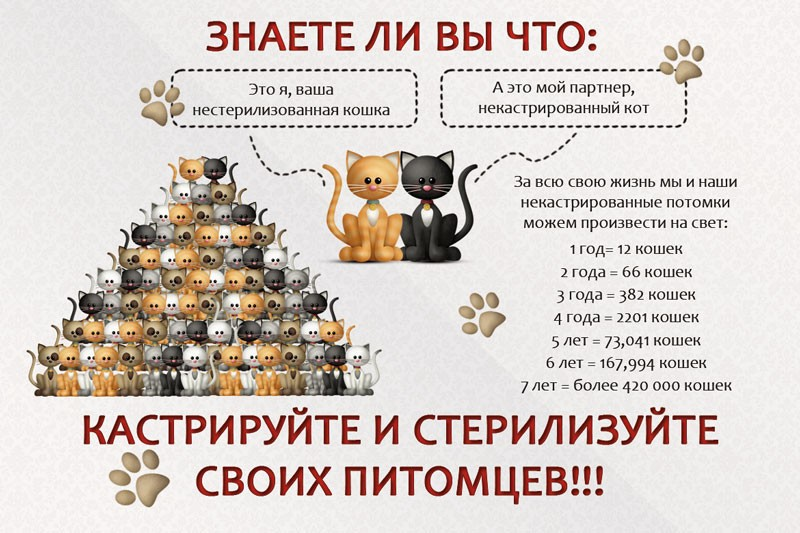 ЗНАЕТЕ ЛИ ВЫ ЧТО:
Это я, ваша
нестерилизованная кошка
А это мой партнер,
некастрированный кот
За всю свою жизнь мы и наши
некастрированные потомки
можем произвести на свет:
1 год= 12 кошек
2 года = 66 кошек
3 года = 382 кошек
4 года = 2201 кошек
5 лет = 73,041 кошек
6 лет = 167,994 кошек
7 лет = более 420 000 кошек
КАСТРИРУЙТЕ И СТЕРИЛИЗУЙТЕ
СВОИХ ПИТОМЦЕВ!!!